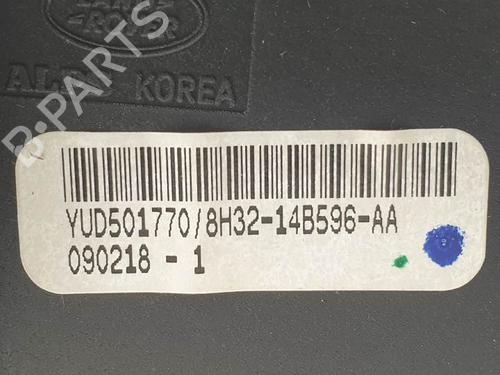 LAND
ROVER
KOREA
B-PARTS
YUD501770/8H32-14B596-AA
090218 - 1